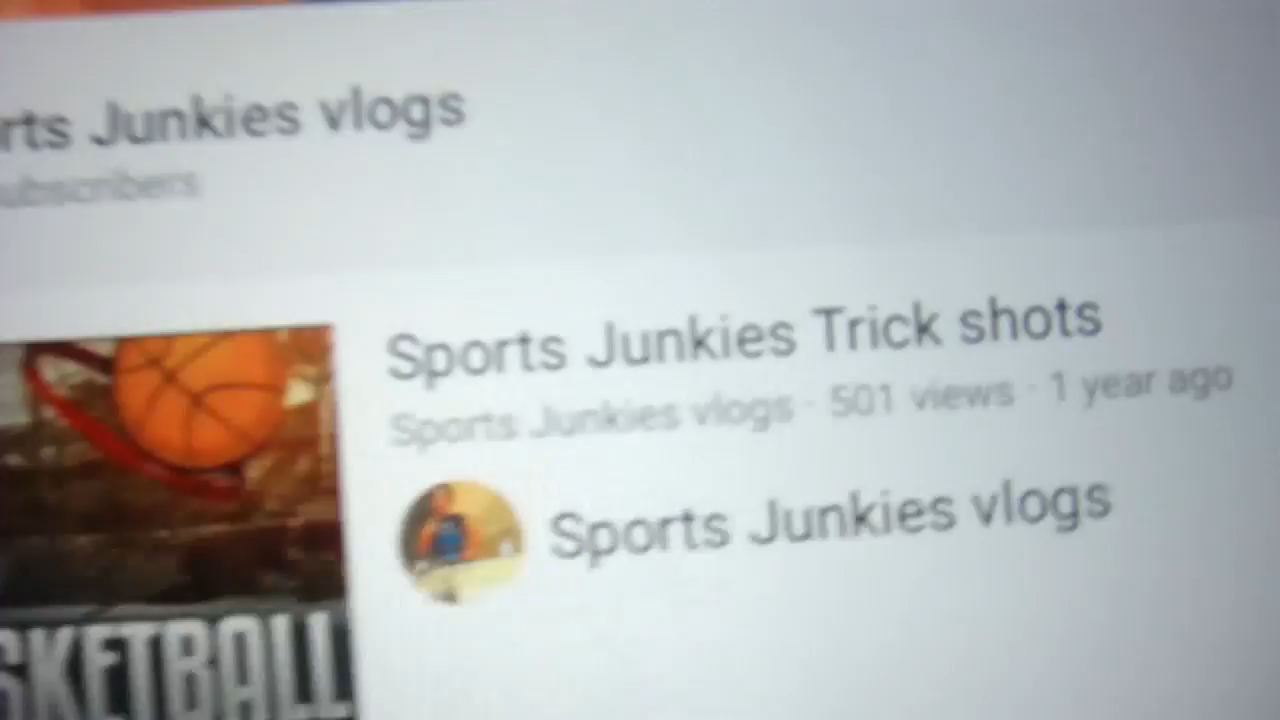 rts Junkies vlogs
ubscribers
Sports Junkies Trick shots
Sports Junkies vlogs · 501 views · 1 year ago
Sports Junkies vlogs
SKETBALL